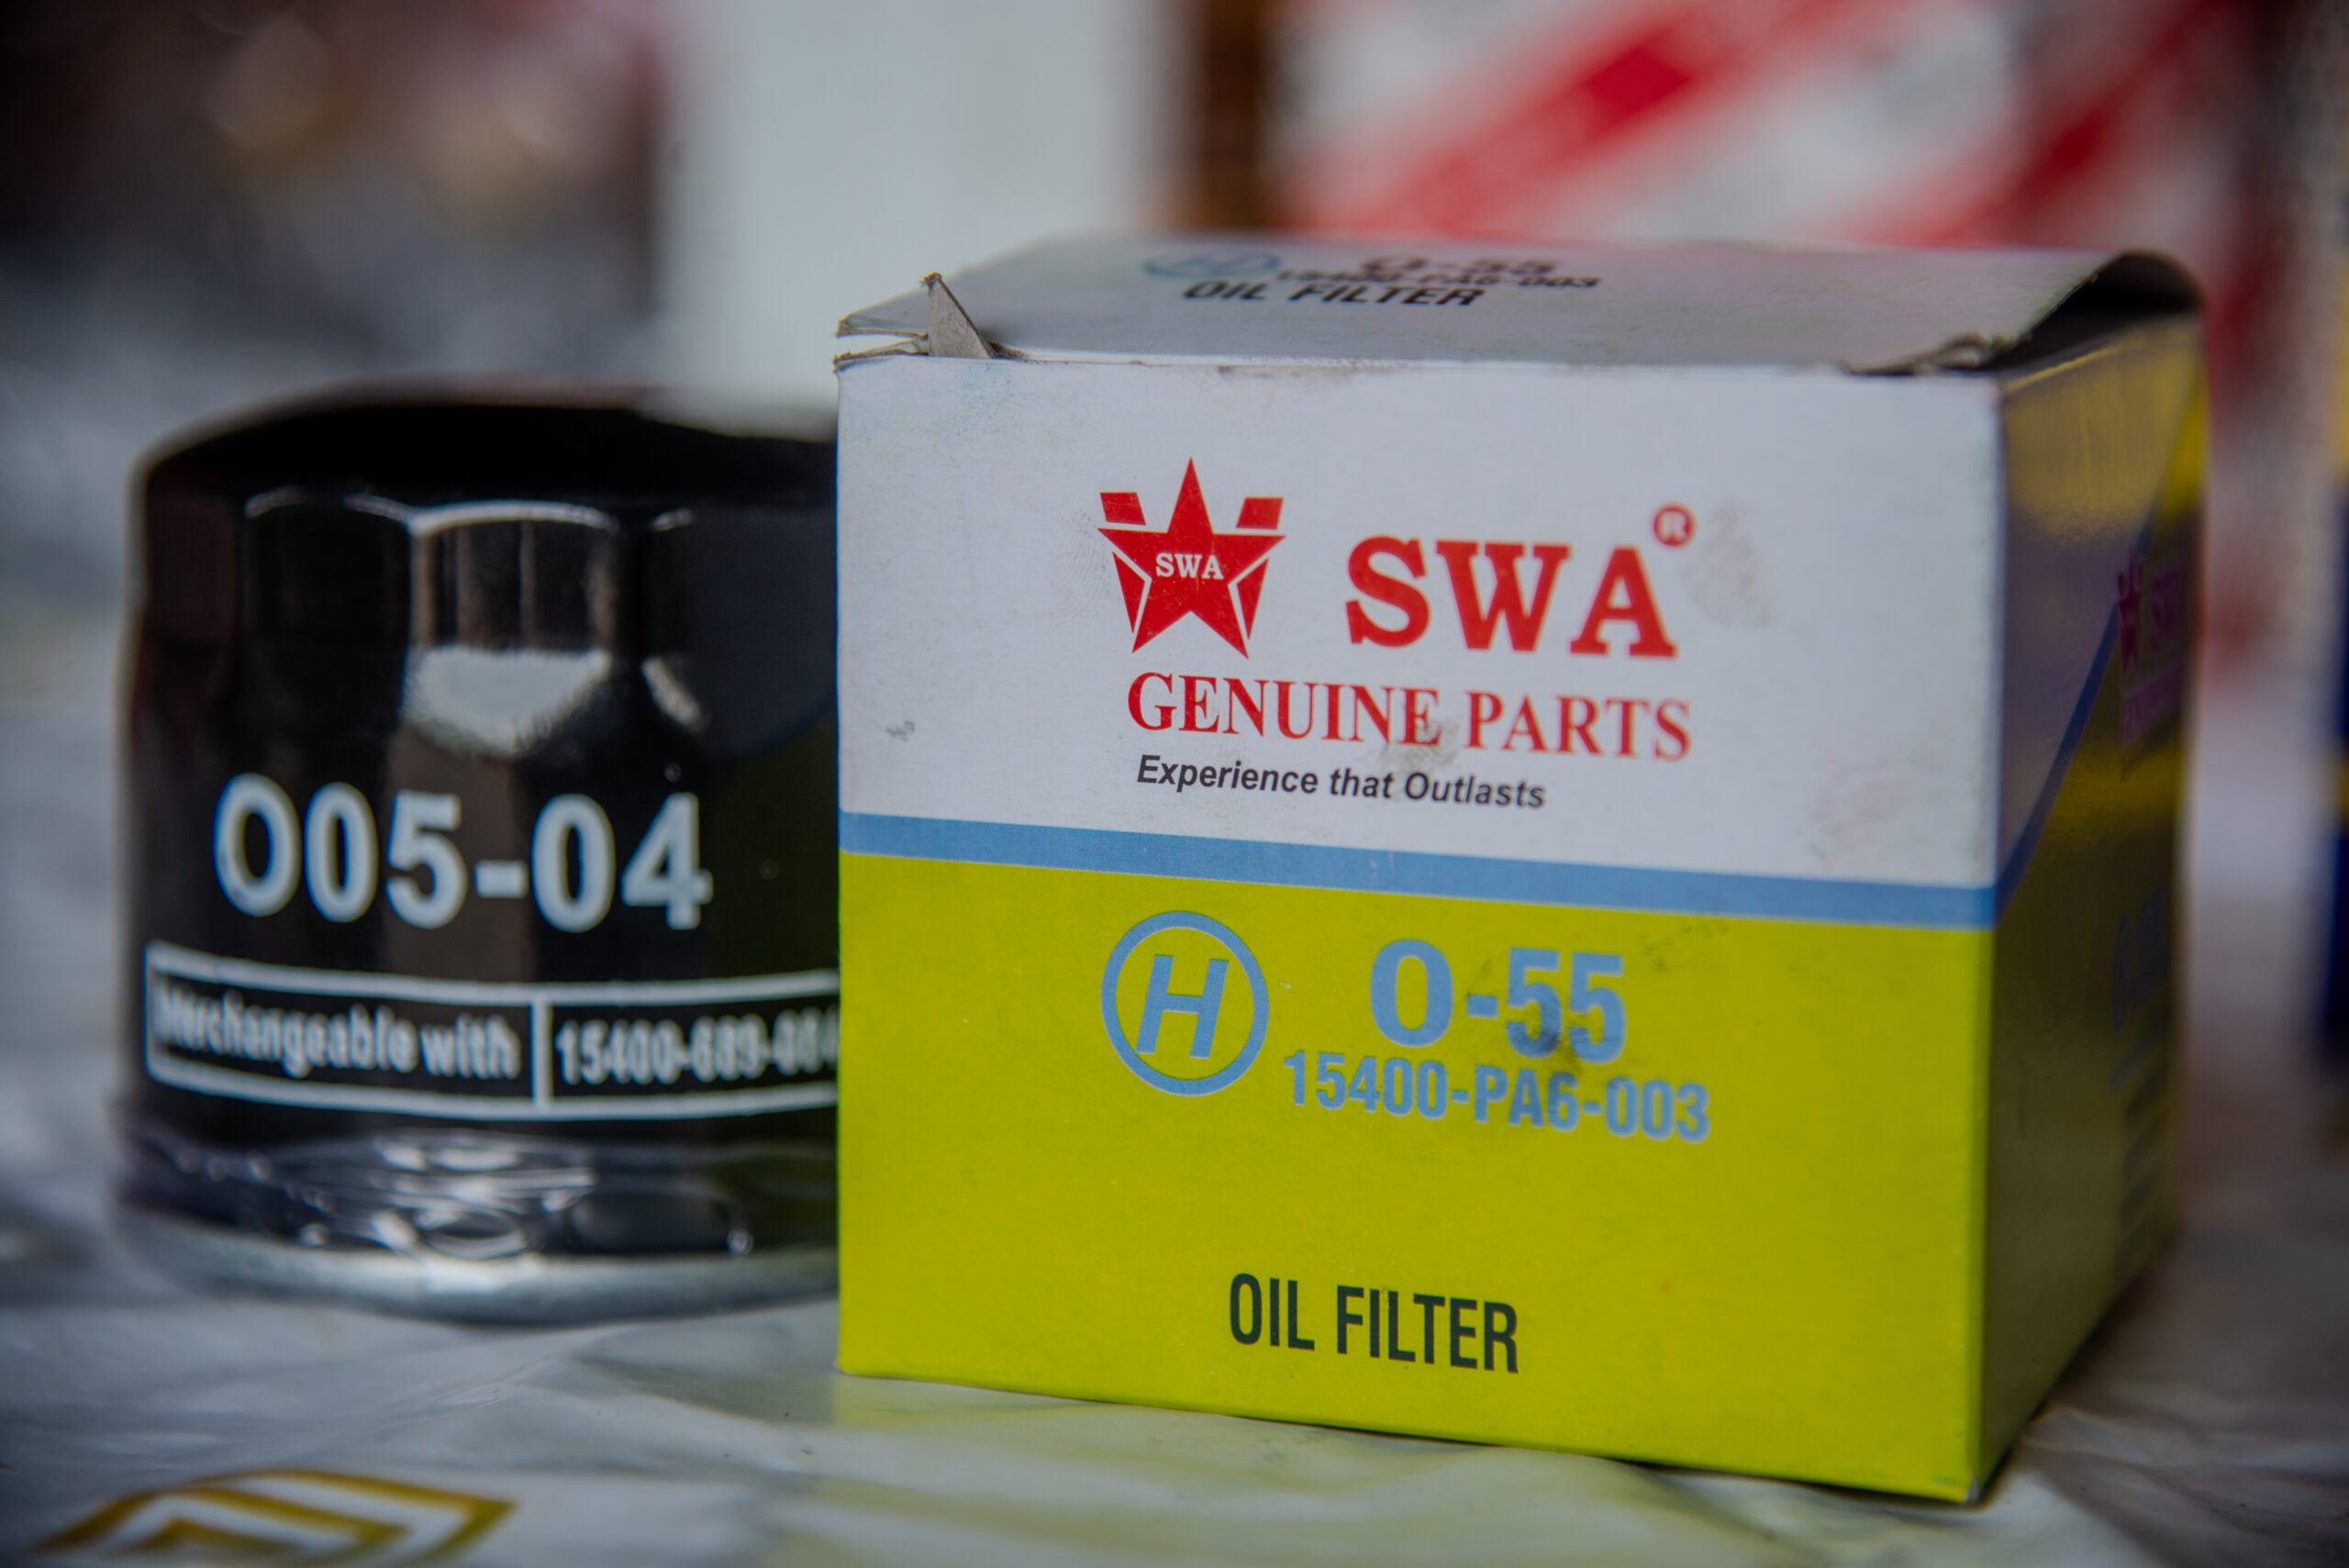 O-55
15400-PA6-003
OIL FILTER
SWA
SWA®
GENUINE PARTS
Experience that Outlasts
H O-55
15400-PA6-003
OIL FILTER
O05-04
Interchangeable with